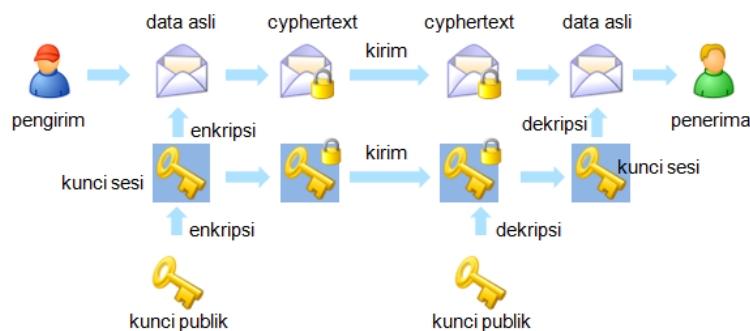 data asli
cyphertext
cyphertext
data asli
kirim
pengirim
penerima
enkripsi
dekripsi
kunci sesi
kirim
kunci sesi
enkripsi
dekripsi
kunci publik
kunci publik